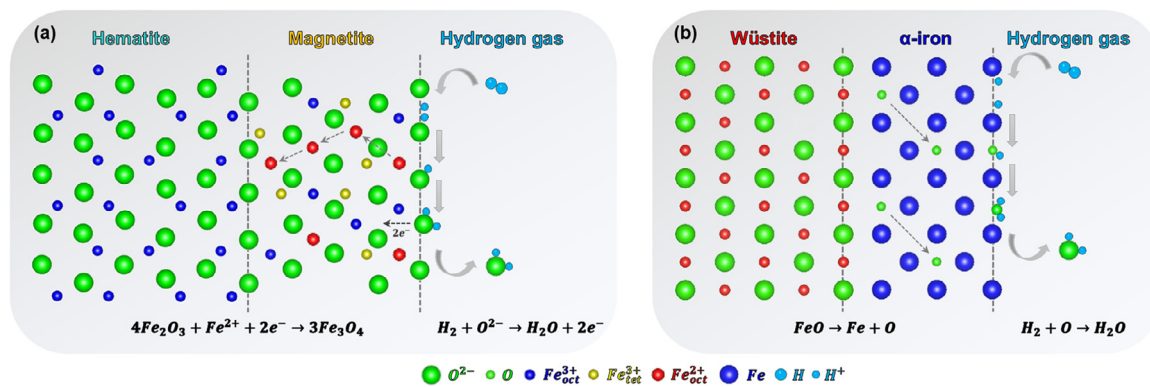 (a)
Hematite Magnetite Hydrogen gas
2e⁻
4Fe₂O₃ + Fe²⁺ + 2e⁻ → 3Fe₃O₄
H₂ + O²⁻ → H₂O + 2e⁻
(b)
Wüstite α-iron Hydrogen gas
FeO → Fe + O
H₂ + O → H₂O
O²⁻ O Fe³⁺oct Fe³⁺tet Fe²⁺oct Fe H H⁺